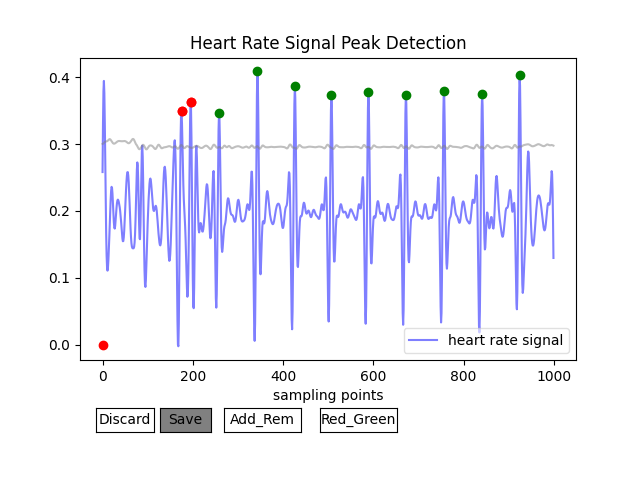 Heart Rate Signal Peak Detection
0.4
0.3
0.2
0.1
0.0
heart rate signal
0 200 400 600 800 1000
sampling points
Discard Save Add_Rem Red_Green